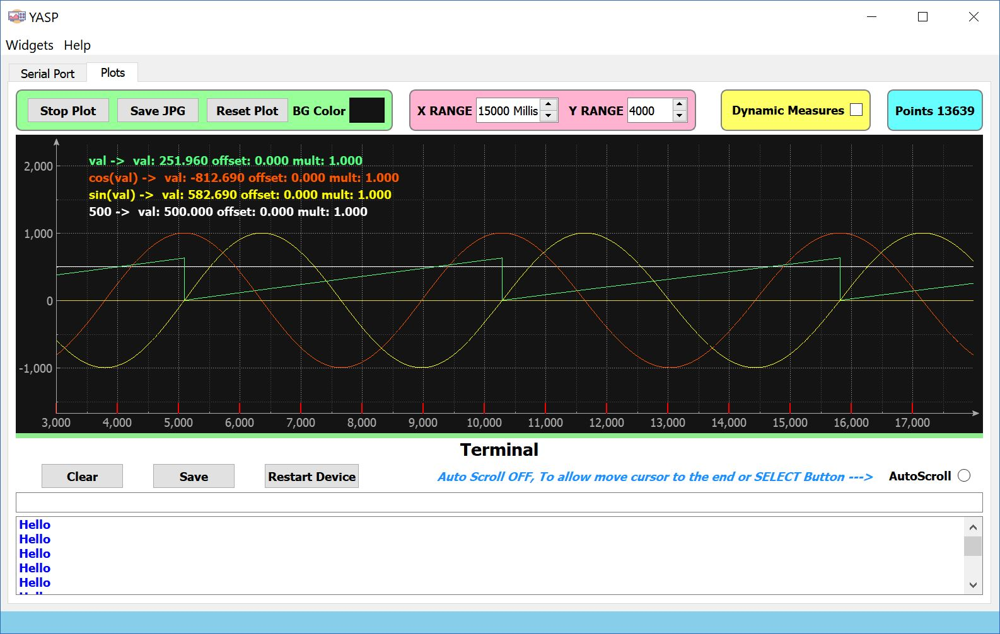 YASP
Widgets Help
Serial Port Plots
Stop Plot Save JPG Reset Plot BG Color X RANGE 15000 Millis Y RANGE 4000 Dynamic Measures Points 13639
val -> val: 251.960 offset: 0.000 mult: 1.000
cos(val) -> val: -812.690 offset: 0.000 mult: 1.000
sin(val) -> val: 582.690 offset: 0.000 mult: 1.000
500 -> val: 500.000 offset: 0.000 mult: 1.000
2,000
1,000
0
-1,000
3,000 4,000 5,000 6,000 7,000 8,000 9,000 10,000 11,000 12,000 13,000 14,000 15,000 16,000 17,000
Terminal
Clear Save Restart Device Auto Scroll OFF, To allow move cursor to the end or SELECT Button ---> AutoScroll
Hello
Hello
Hello
Hello
Hello